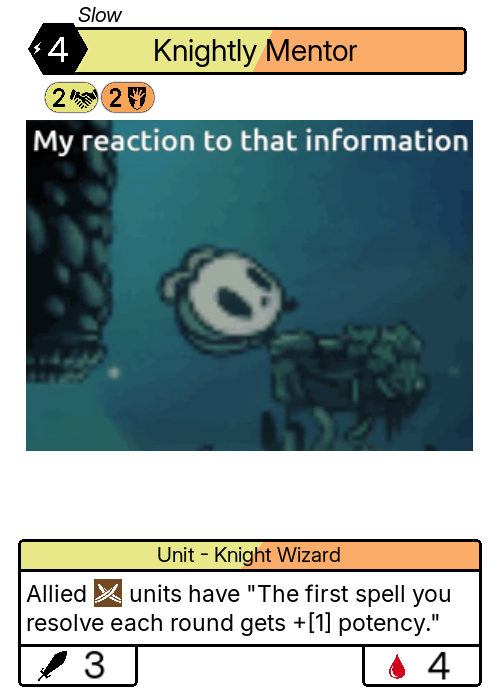 Slow
4
Knightly Mentor
2 2
My reaction to that information
Unit - Knight Wizard
Allied units have "The first spell you
resolve each round gets +[1] potency."
3
4